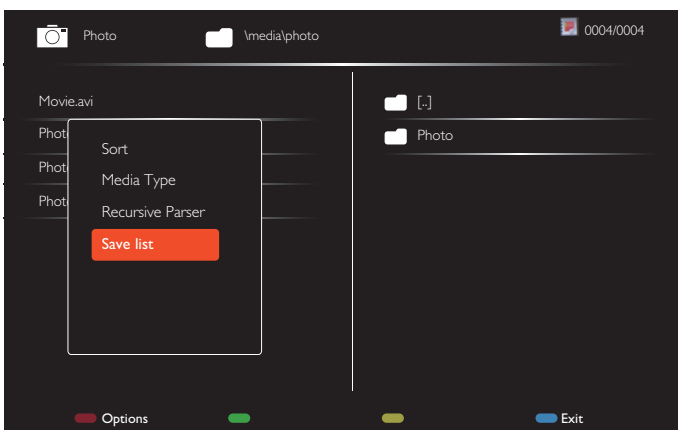 Photo
\media\photo
0004/0004
Movie.avi
[..]
Photo
Sort
Media Type
Recursive Parser
Save list
Options
Exit